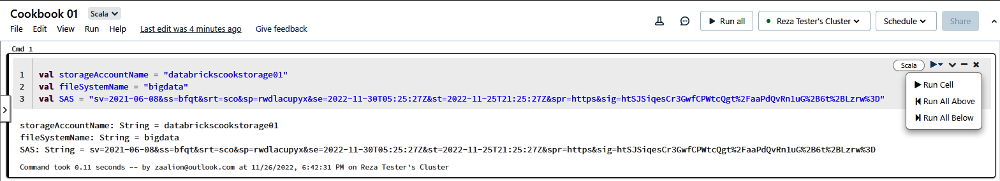 Cookbook 01 Scala
File Edit View Run Help Last edit was 4 minutes ago Give feedback
Run all Reza Tester's Cluster Schedule Share
Cmd 1
Scala
1 val storageAccountName = "databrickscookstorage01"
2 val fileSystemName = "bigdata"
3 val SAS = "sv=2021-06-08&ss=bfqt&srt=sco&sp=rwdlacupyx&se=2022-11-30T05:25:27Z&st=2022-11-25T21:25:27Z&spr=https&sig=htSJSiqesCr3GwfCPWtcQgt%2FaaPdQvRn1uG%2B6t%2BLzrw%3D"
Run Cell
Run All Above
Run All Below
storageAccountName: String = databrickscookstorage01
fileSystemName: String = bigdata
SAS: String = sv=2021-06-08&ss=bfqt&srt=sco&sp=rwdlacupyx&se=2022-11-30T05:25:27Z&st=2022-11-25T21:25:27Z&spr=https&sig=htSJSiqesCr3GwfCPWtcQgt%2FaaPdQvRn1uG%2B6t%2BLzrw%3D
Command took 0.11 seconds -- by zaalion@outlook.com at 11/26/2022, 6:42:31 PM on Reza Tester's Cluster